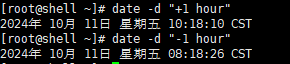 [root@shell ~]# date -d "+1 hour"
2024年 10月 11日 星期五 10:18:10 CST
[root@shell ~]# date -d "-1 hour"
2024年 10月 11日 星期五 08:18:26 CST